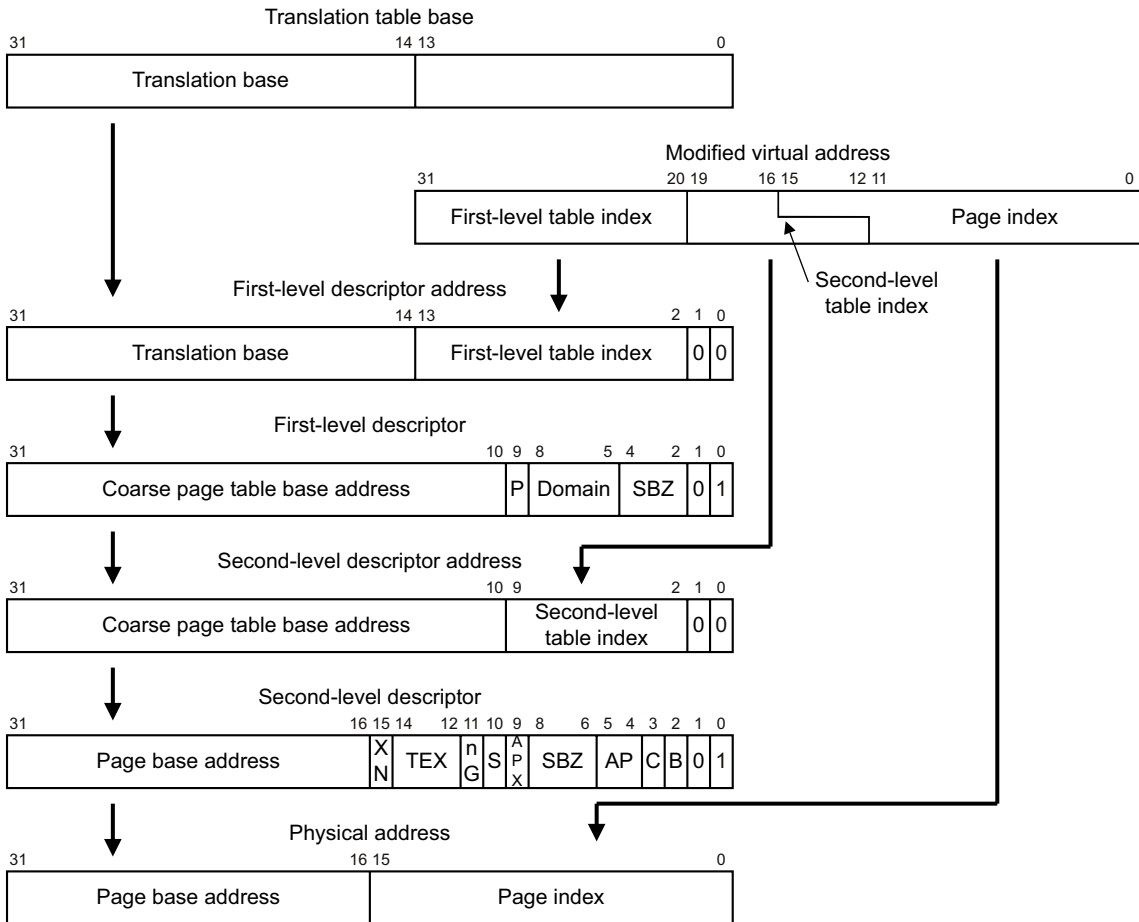 Translation table base
31 14 13 0
Translation base
Modified virtual address
31 20 19 16 15 12 11 0
First-level table index Page index
Second-level
table index
First-level descriptor address
31 14 13 2 1 0
Translation base First-level table index 0 0
First-level descriptor
31 10 9 8 5 4 2 1 0
Coarse page table base address P Domain SBZ 0 1
Second-level descriptor address
31 10 9 2 1 0
Coarse page table base address Second-level table index 0 0
Second-level descriptor
31 16 15 14 12 11 10 9 8 6 5 4 3 2 1 0
Page base address XN TEX nG S APX SBZ AP C B 0 1
Physical address
31 16 15 0
Page base address Page index